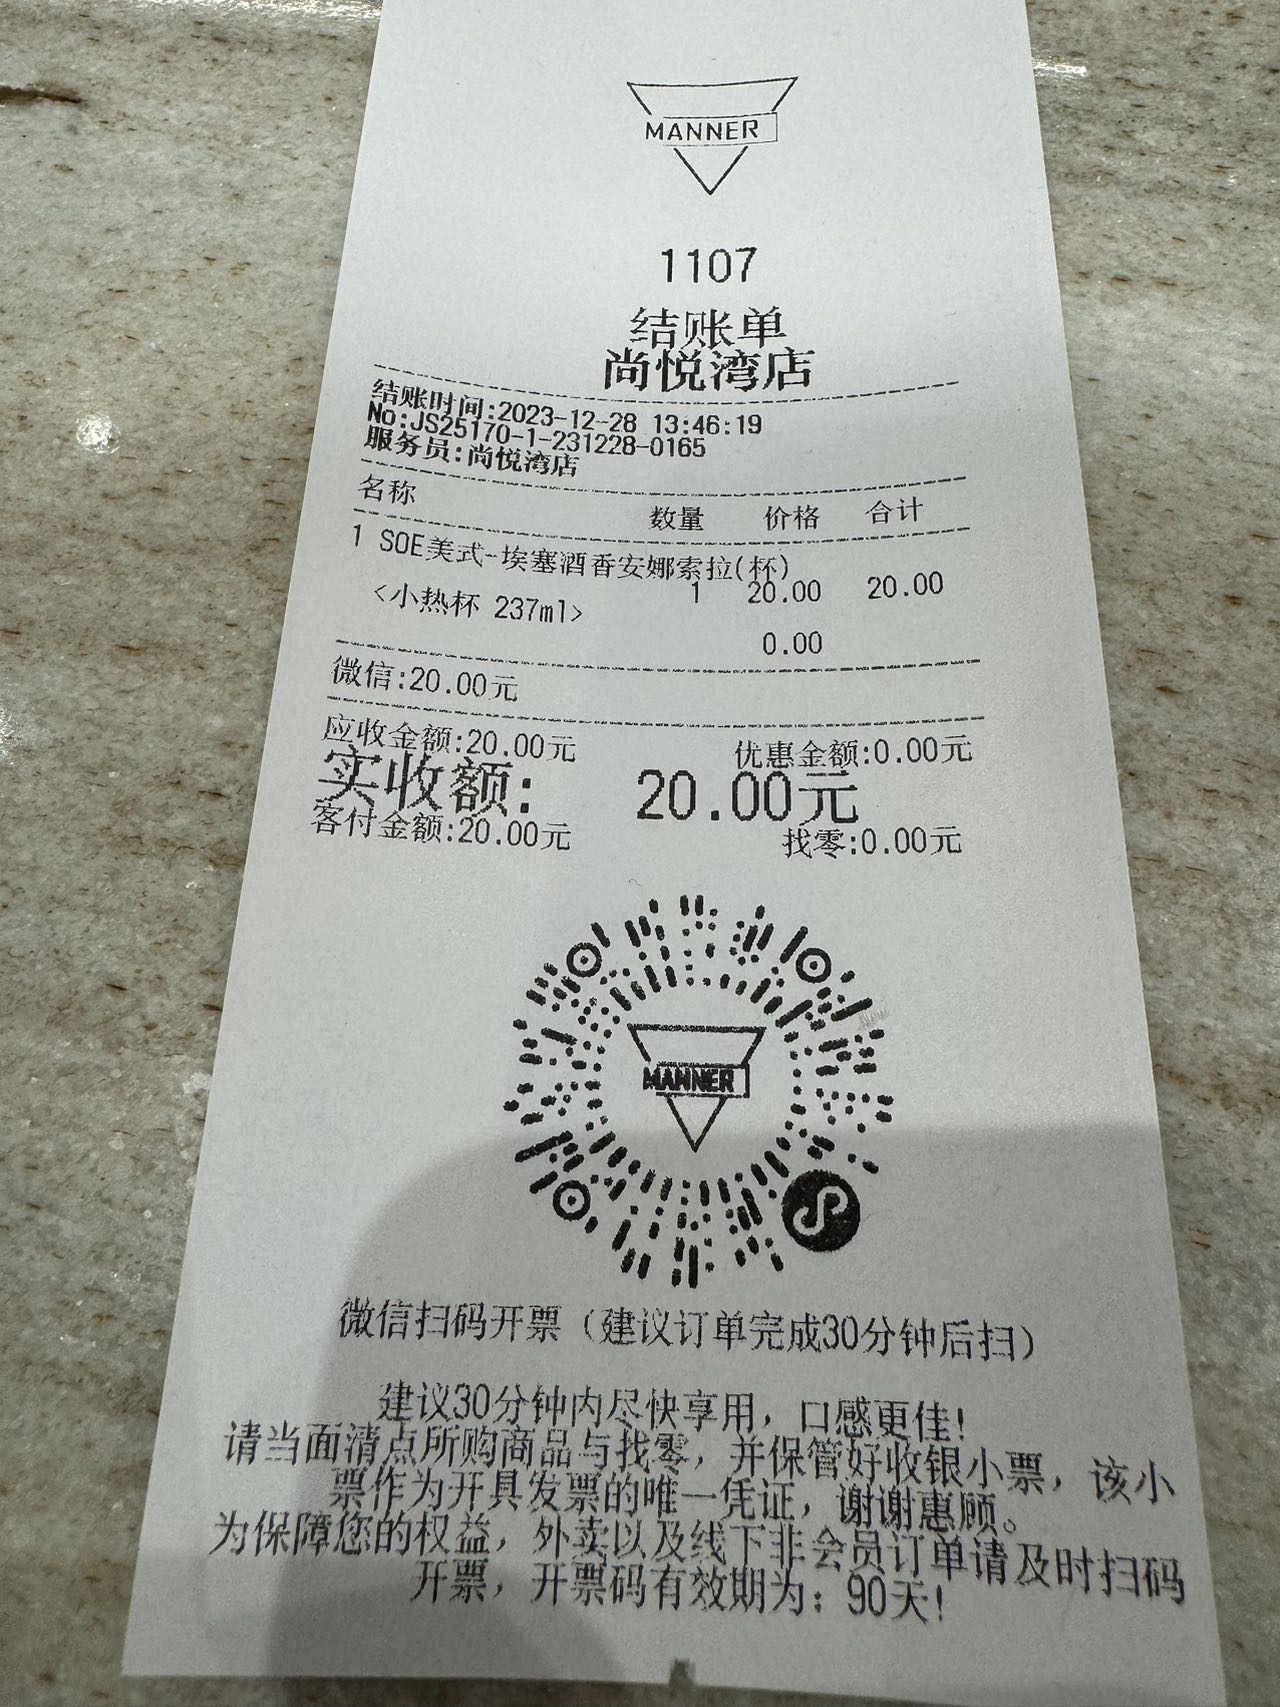 MANNER
1107
结账单
尚悦湾店
结账时间:2023-12-28 13:46:19
No:JS25170-1-231228-0165
服务员:尚悦湾店
名称 数量 价格 合计
1 SOE美式-埃塞酒香安娜索拉(杯)
<小热杯 237ml> 1 20.00 20.00
0.00
微信:20.00元
应收金额:20.00元 优惠金额:0.00元
实收额: 20.00元
客付金额:20.00元 找零:0.00元
MANNER
微信扫码开票（建议订单完成30分钟后扫）
建议30分钟内尽快享用，口感更佳!
请当面清点所购商品与找零，并保管好收银小票，该小
票作为开具发票的唯一凭证，谢谢惠顾。
为保障您的权益，外卖以及线下非会员订单请及时扫码
开票，开票码有效期为：90天!